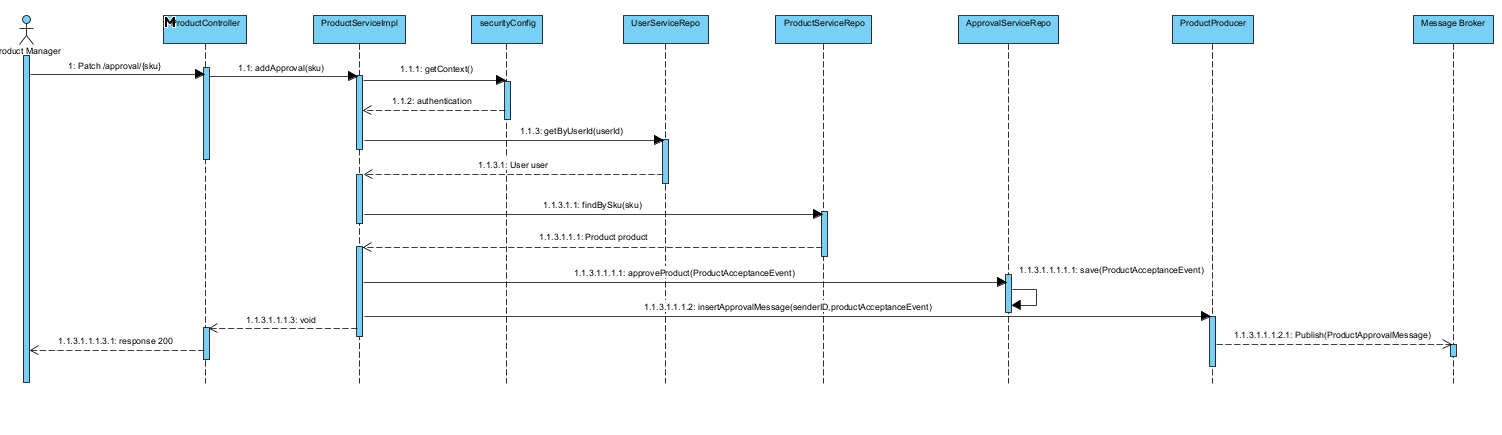 ProductController
ProductServiceImpl
securityConfig
UserServiceRepo
ProductServiceRepo
ApprovalServiceRepo
ProductProducer
Message Broker
roduct Manager
1: Patch /approval/{sku}
1.1: addApproval(sku)
1.1.1: getContext()
1.1.2: authentication
1.1.3: getByUserId(userId)
1.1.3.1: User user
1.1.3.1.1: findBySku(sku)
1.1.3.1.1.1: Product product
1.1.3.1.1.1.1: approveProduct(ProductAcceptanceEvent)
1.1.3.1.1.1.1.1: save(ProductAcceptanceEvent)
1.1.3.1.1.1.2: insertApprovalMessage(senderID,productAcceptanceEvent)
1.1.3.1.1.1.3: void
1.1.3.1.1.1.2.1: Publish(ProductApprovalMessage)
1.1.3.1.1.1.3.1: response 200